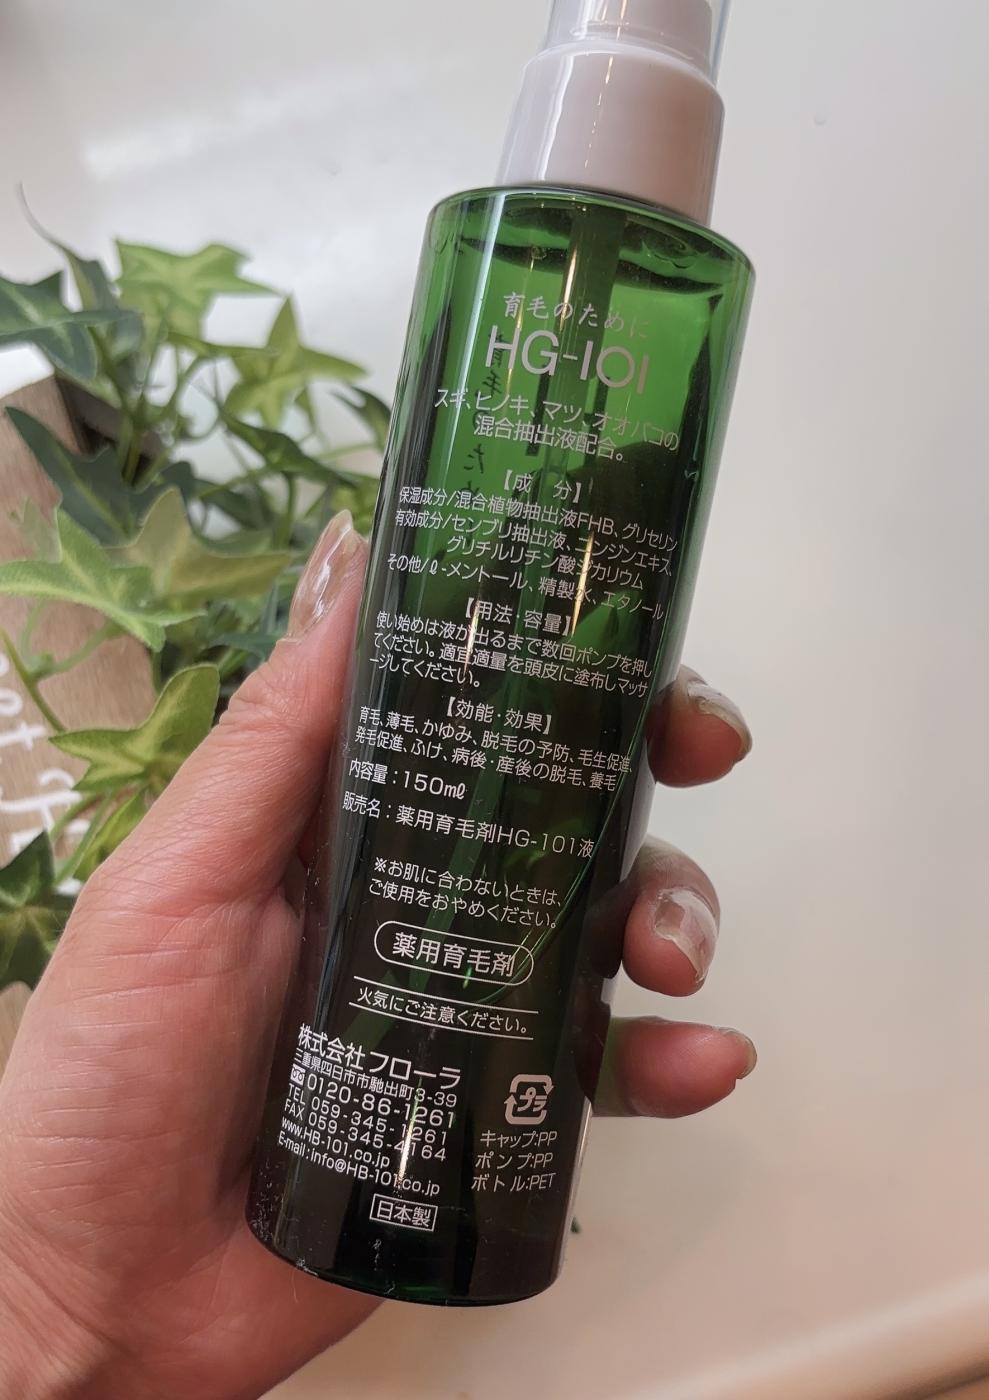 育毛のために
HG-101
スギ、ヒノキ、マツ、オオバコの
混合抽出液配合。
【成 分】
保湿成分/混合植物抽出液FHB、グリセリン
有効成分/センブリ抽出液、ニンジンエキス、
グリチルリチン酸ジカリウム
その他/ℓ-メントール、精製水、エタノール
【用法・容量】
使い始めは液が出るまで数回ポンプを押し
てください。適宜適量を頭皮に塗布しマッサ
ージしてください。
【効能・効果】
育毛、薄毛、かゆみ、脱毛の予防、毛生促進、
発毛促進、ふけ、病後・産後の脱毛、養毛
内容量:150mℓ
販売名:薬用育毛剤HG-101液
※お肌に合わないときは、
ご使用をおやめください。
薬用育毛剤
火気にご注意ください。
株式会社 フローラ
三重県四日市市馳出町3-39
0120-86-1261
TEL 059-345-1261
FAX 059-345-4164
www.HB-101.co.jp
E-mail:info@HB-101.co.jp
日本製
プラ
キャップ:PP
ポンプ:PP
ボトル:PET